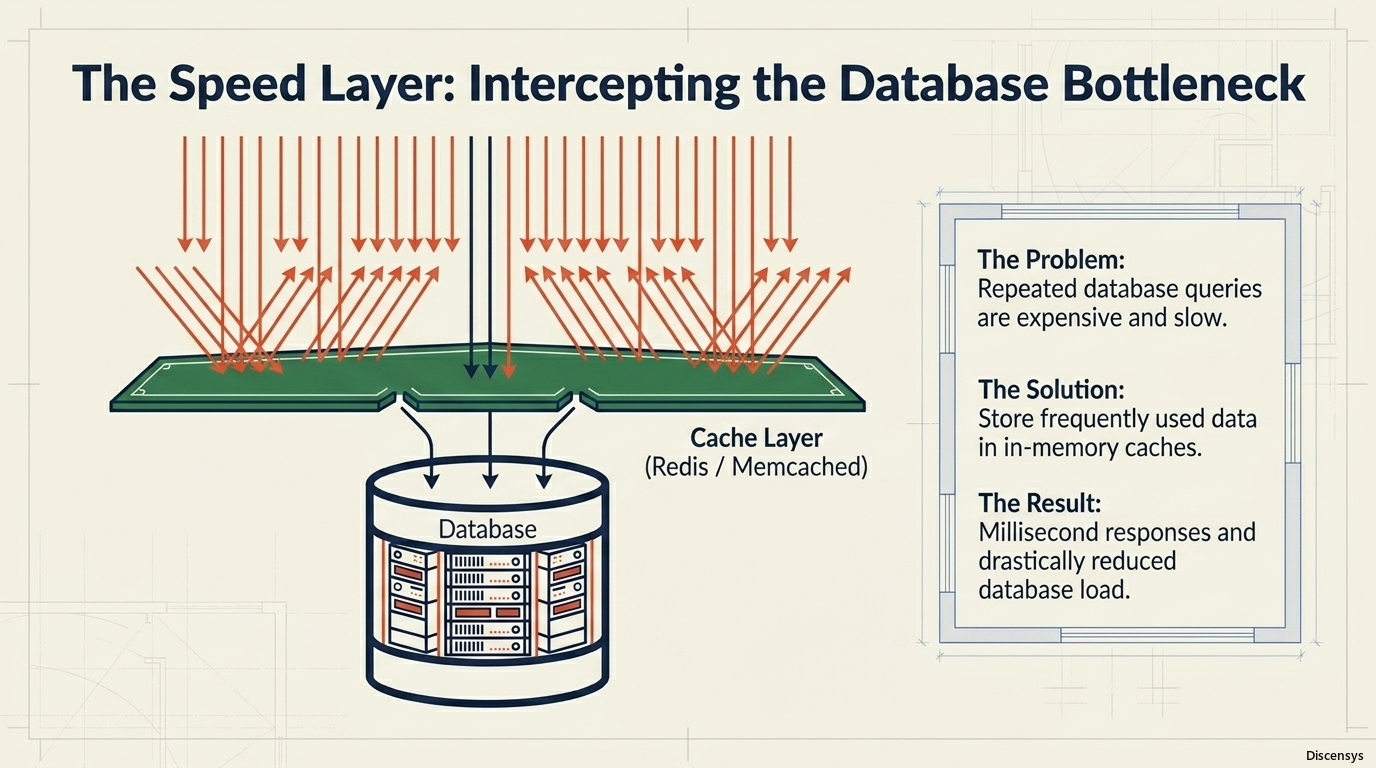 The Speed Layer: Intercepting the Database Bottleneck
The Problem:
Repeated database queries
are expensive and slow.
The Solution:
Store frequently used data
in in-memory caches.
The Result:
Millisecond responses and
drastically reduced
database load.
Cache Layer
(Redis / Memcached)
Database
Discensys